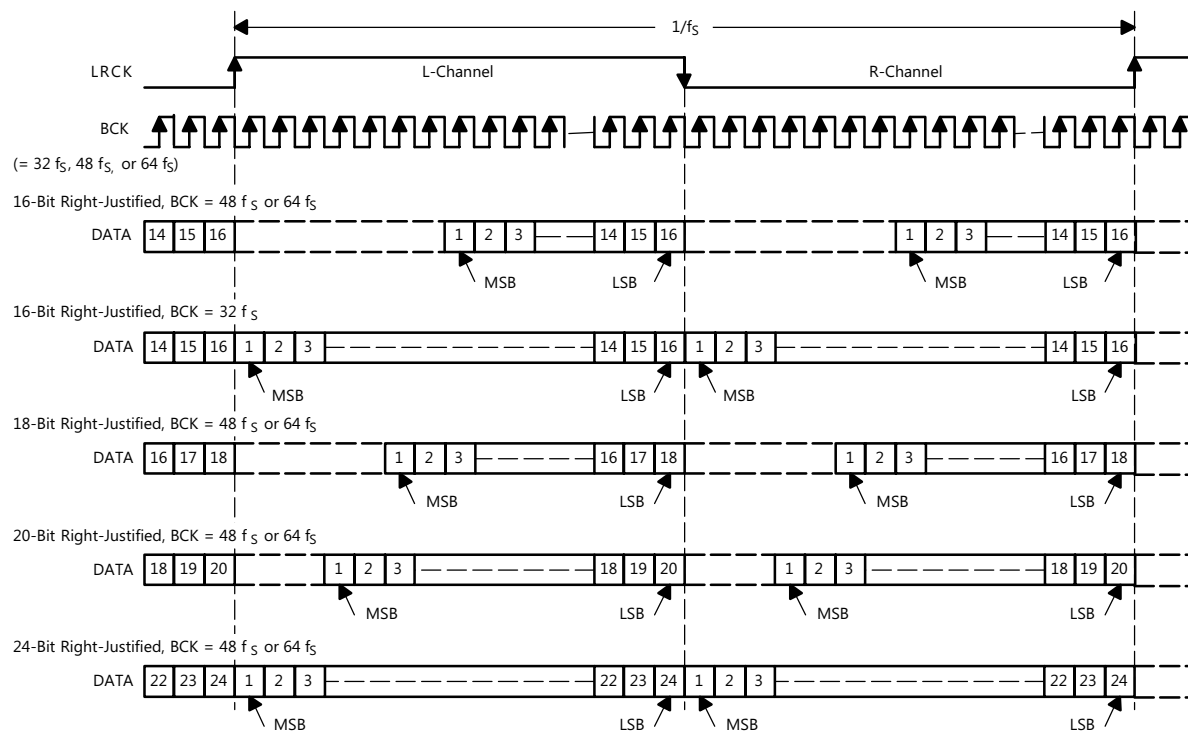 1/fS
LRCK L-Channel R-Channel
BCK
(= 32 fS, 48 fS, or 64 fS)
16-Bit Right-Justified, BCK = 48 f S or 64 fS
DATA 14 15 16 1 2 3 14 15 16 1 2 3 14 15 16
MSB LSB MSB LSB
16-Bit Right-Justified, BCK = 32 f S
DATA 14 15 16 1 2 3 14 15 16 1 2 3 14 15 16
MSB LSB MSB LSB
18-Bit Right-Justified, BCK = 48 f S or 64 fS
DATA 16 17 18 1 2 3 16 17 18 1 2 3 16 17 18
MSB LSB MSB LSB
20-Bit Right-Justified, BCK = 48 f S or 64 fS
DATA 18 19 20 1 2 3 18 19 20 1 2 3 18 19 20
MSB LSB MSB LSB
24-Bit Right-Justified, BCK = 48 f S or 64 fS
DATA 22 23 24 1 2 3 22 23 24 1 2 3 22 23 24
MSB LSB MSB LSB